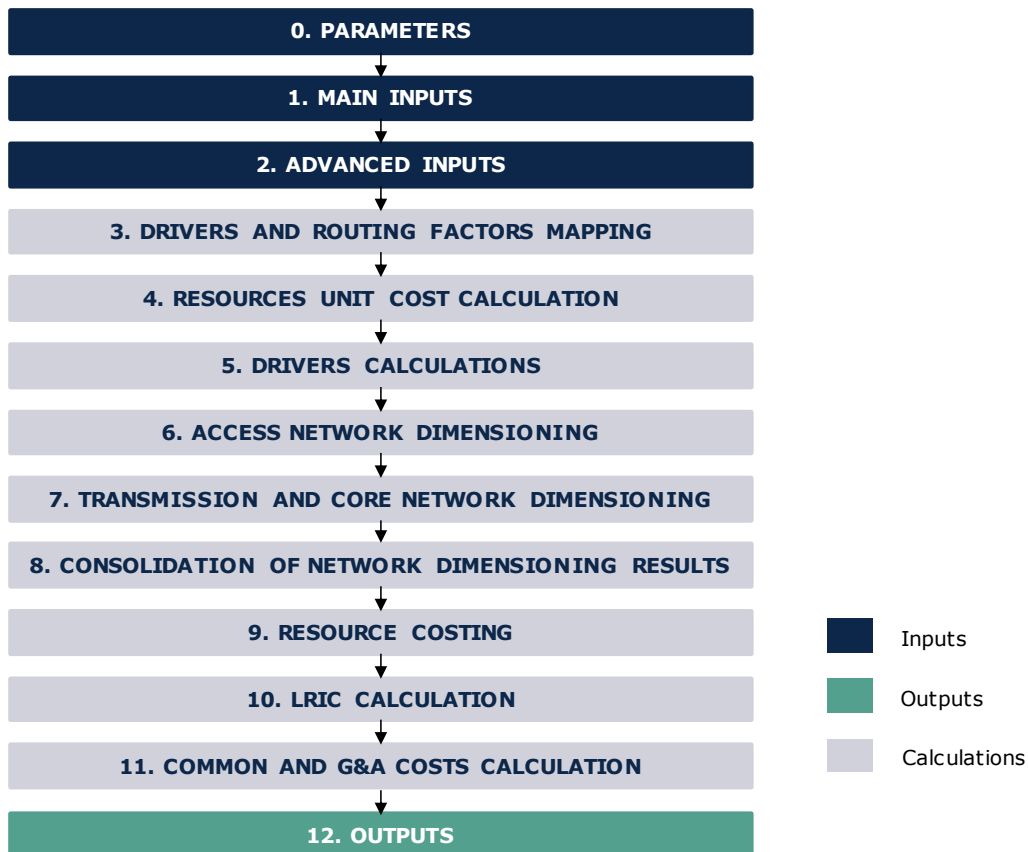 0. PARAMETERS
1. MAIN INPUTS
2. ADVANCED INPUTS
3. DRIVERS AND ROUTING FACTORS MAPPING
4. RESOURCES UNIT COST CALCULATION
5. DRIVERS CALCULATIONS
6. ACCESS NETWORK DIMENSIONING
7. TRANSMISSION AND CORE NETWORK DIMENSIONING
8. CONSOLIDATION OF NETWORK DIMENSIONING RESULTS
9. RESOURCE COSTING
10. LRIC CALCULATION
11. COMMON AND G&A COSTS CALCULATION
12. OUTPUTS
Inputs
Outputs
Calculations